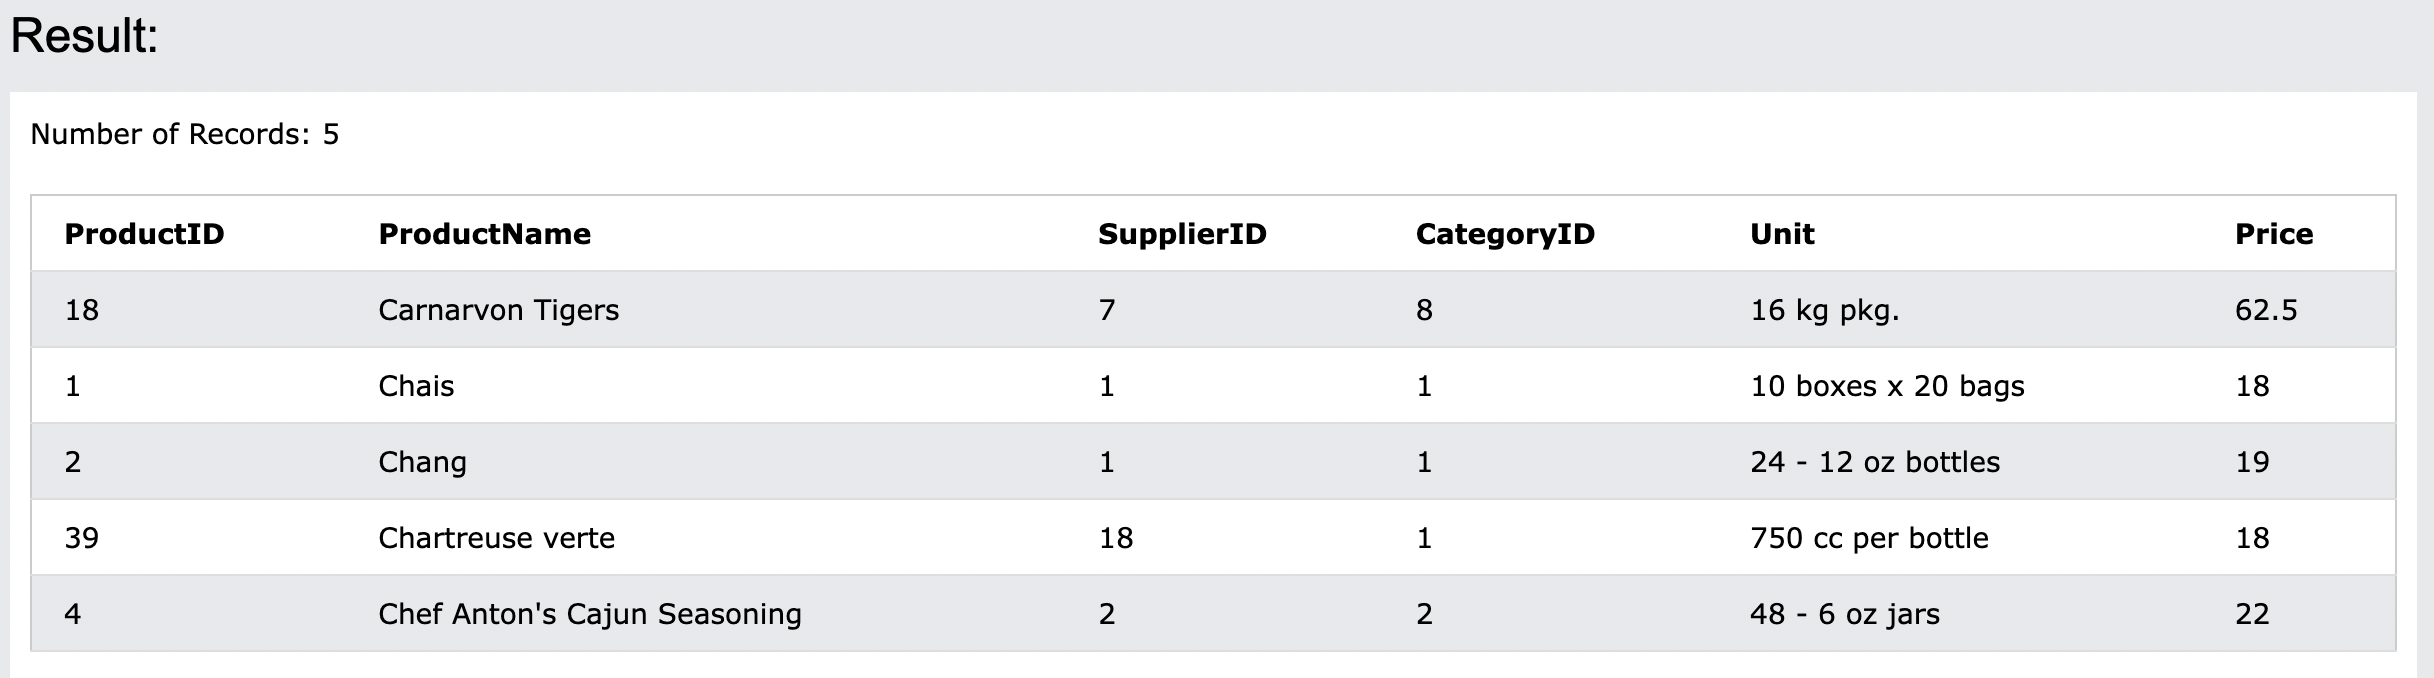 Result:
Number of Records: 5
ProductID ProductName SupplierID CategoryID Unit Price
18 Carnarvon Tigers 7 8 16 kg pkg. 62.5
1 Chais 1 1 10 boxes x 20 bags 18
2 Chang 1 1 24 - 12 oz bottles 19
39 Chartreuse verte 18 1 750 cc per bottle 18
4 Chef Anton's Cajun Seasoning 2 2 48 - 6 oz jars 22